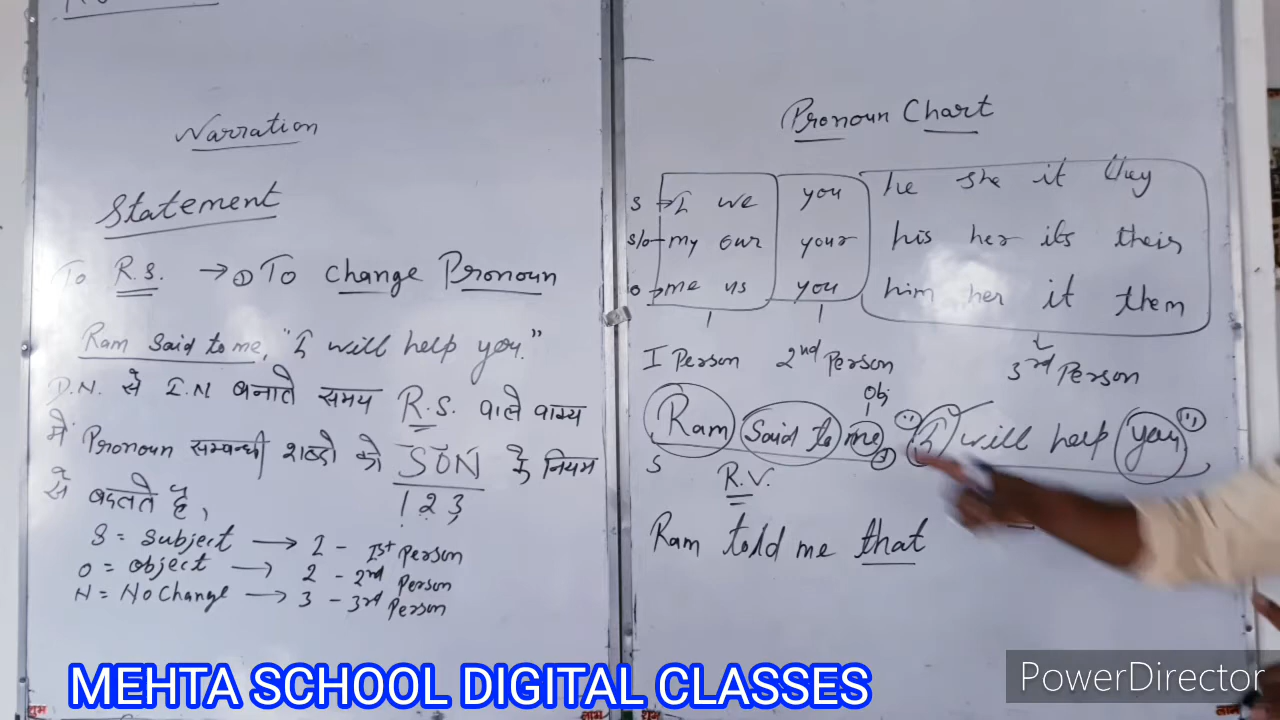 Narration
Statement
To R.S. → ① To Change Pronoun
Ram Said to me, "I will help you."
D.N. से I.N बनाते समय R.S. वाले वाक्य
में Pronoun सम्बन्धी शब्दो को SON के नियम
से बदलते है,
1 2 3
S = Subject → 1 - Ist Person
O = Object → 2 - 2nd Person
N = No Change → 3 - 3rd Person
Pronoun Chart
S → I we you he she it they
s/o → my our your his her its their
o → me us you him her it them
I Person 2nd Person 3rd Person
Obj
Ram Said to me I will help you
S R.V.
Ram told me that
MEHTA SCHOOL DIGITAL CLASSES
PowerDirector
शुभ लाभ शुभ लाभ